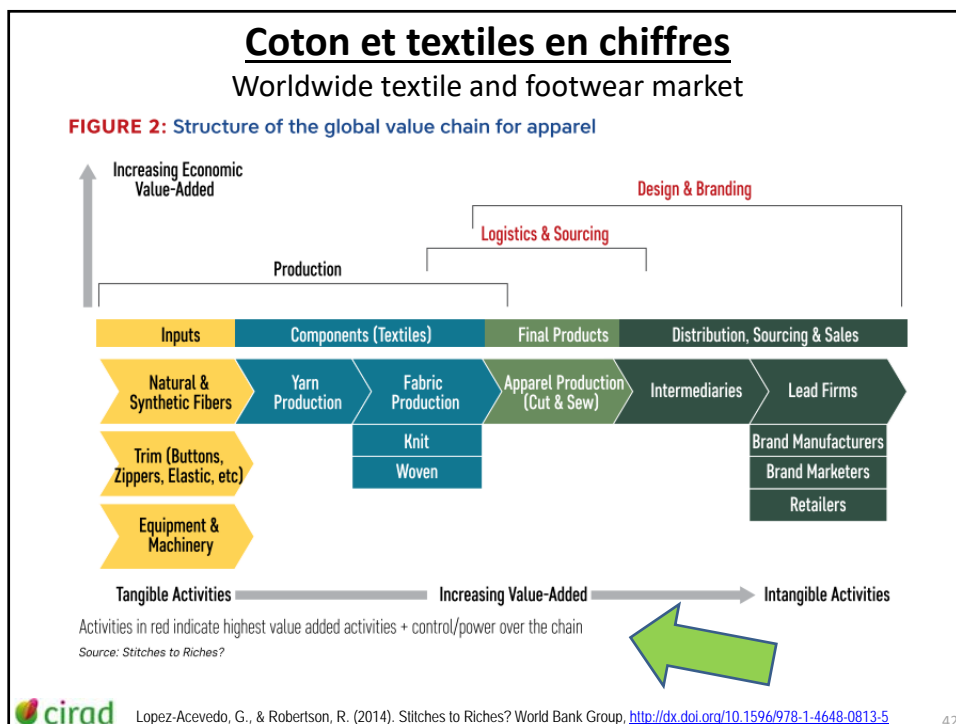 Coton et textiles en chiffres
Worldwide textile and footwear market
FIGURE 2: Structure of the global value chain for apparel
Increasing Economic
Value-Added
Design & Branding
Logistics & Sourcing
Production
Inputs
Components (Textiles)
Final Products
Distribution, Sourcing & Sales
Natural &
Synthetic Fibers
Yarn
Production
Fabric
Production
Apparel Production
(Cut & Sew)
Intermediaries
Lead Firms
Knit
Woven
Brand Manufacturers
Brand Marketers
Retailers
Trim (Buttons,
Zippers, Elastic, etc)
Equipment &
Machinery
Tangible Activities
Increasing Value-Added
Intangible Activities
Activities in red indicate highest value added activities + control/power over the chain
Source: Stitches to Riches?
cirad
Lopez-Acevedo, G., & Robertson, R. (2014). Stitches to Riches? World Bank Group, http://dx.doi.org/10.1596/978-1-4648-0813-5